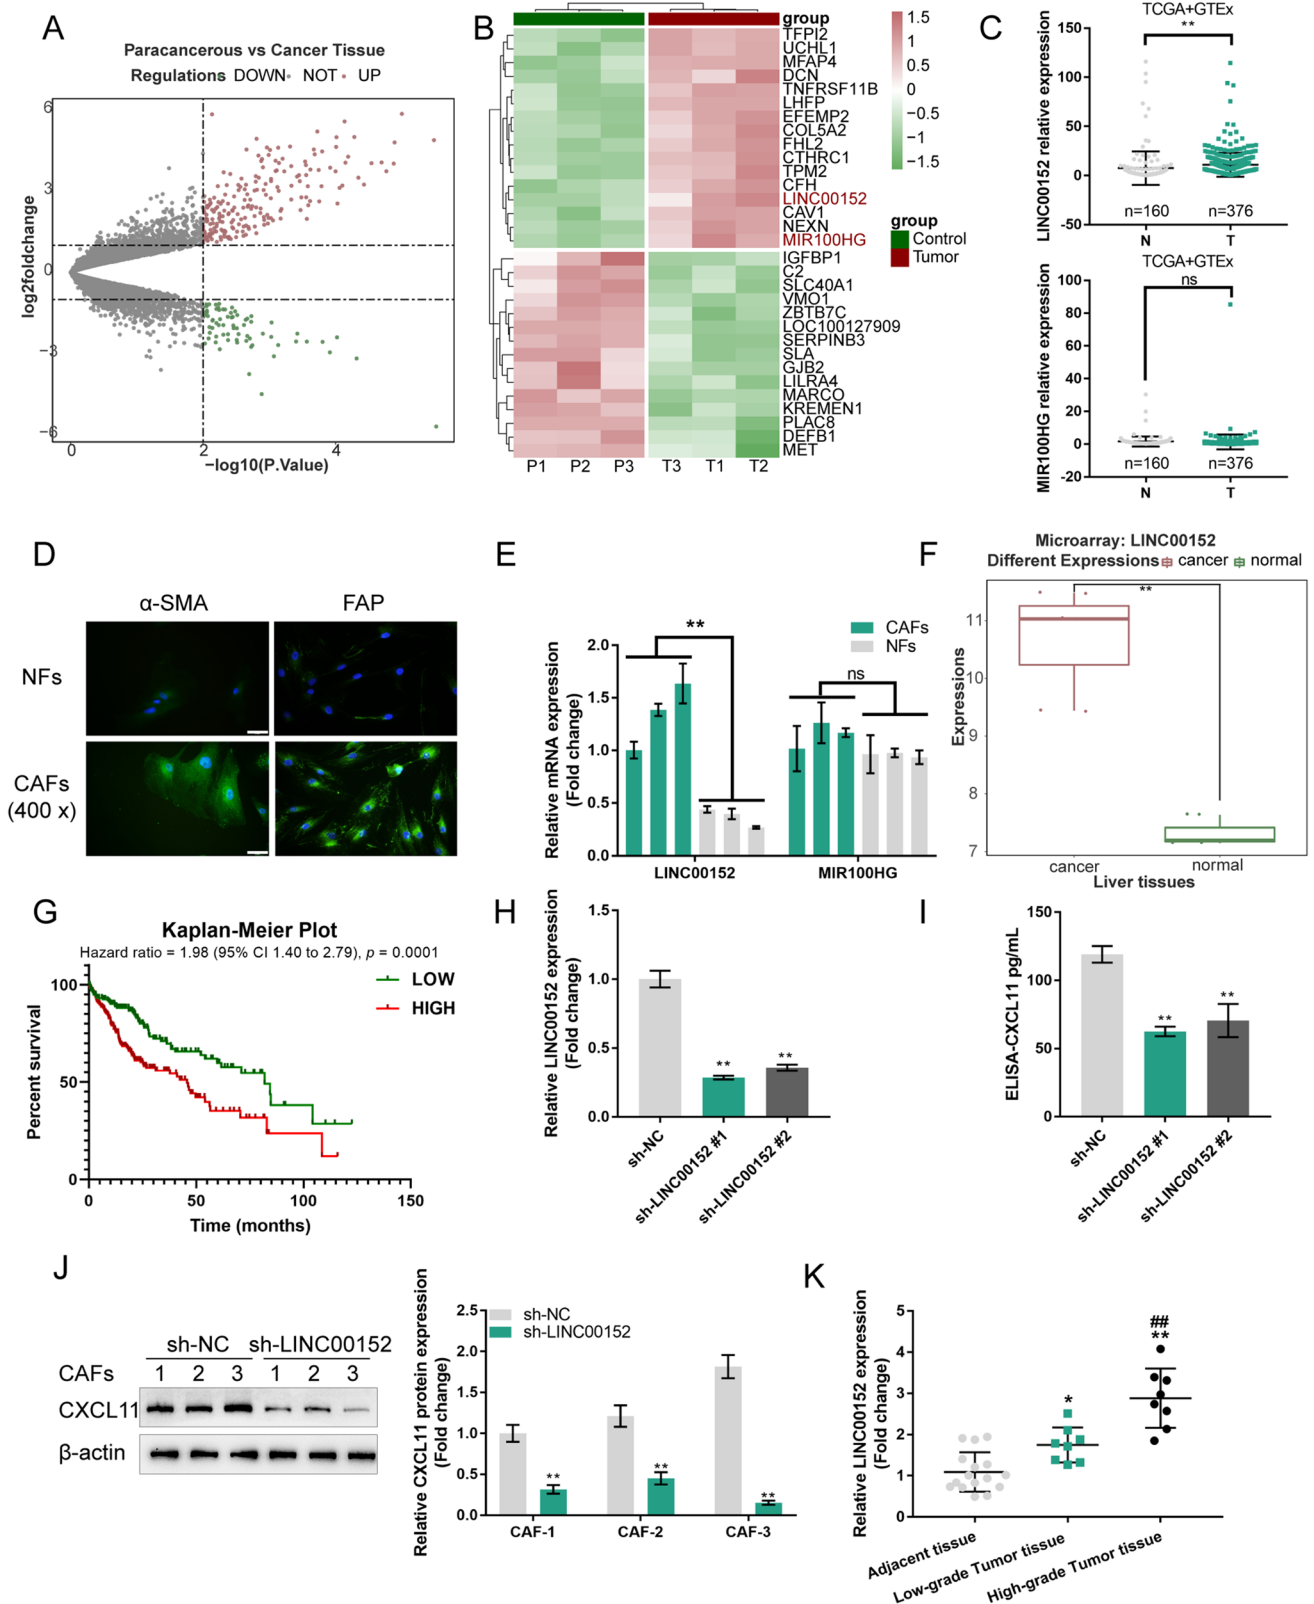 A
Paracancerous vs Cancer Tissue
Regulations DOWN NOT UP
log2foldchange
6
3
0
−3
−6
0 2 4
−log10(P.Value)
B
group
TFPI2
UCHL1
MFAP4
DCN
TNFRSF11B
LHFP
EFEMP2
COL5A2
FHL2
CTHRC1
TPM2
CFH
LINC00152
CAV1
NEXN
MIR100HG
IGFBP1
C2
SLC40A1
VMO1
ZBTB7C
LOC100127909
SERPINB3
SLA
GJB2
LILRA4
MARCO
KREMEN1
PLAC8
DEFB1
MET
P1 P2 P3 T3 T1 T2
1.5
1
0.5
0
−0.5
−1
−1.5
group
Control
Tumor
C
TCGA+GTEx
**
LINC00152 relative expression
150
100
50
0
-50
n=160 n=376
N T
TCGA+GTEx
ns
MIR100HG relative expression
100
80
60
40
20
0
-20
n=160 n=376
N T
D
α-SMA FAP
NFs
CAFs
(400 x)
E
CAFs
NFs
Relative mRNA expression
(Fold change)
2.0
1.5
1.0
0.5
0.0
** ns
LINC00152 MIR100HG
F
Microarray: LINC00152
Different Expressions cancer normal
**
Expressions
11
10
9
8
7
cancer normal
Liver tissues
G
Kaplan-Meier Plot
Hazard ratio = 1.98 (95% CI 1.40 to 2.79), p = 0.0001
LOW
HIGH
Percent survival
100
50
0
0 50 100 150
Time (months)
H
Relative LINC00152 expression
(Fold change)
1.5
1.0
0.5
0.0
** **
sh-NC
sh-LINC00152 #1
sh-LINC00152 #2
I
ELISA-CXCL11 pg/mL
150
100
50
0
** **
sh-NC
sh-LINC00152 #1
sh-LINC00152 #2
J
sh-NC sh-LINC00152
CAFs 1 2 3 1 2 3
CXCL11
β-actin
Relative CXCL11 protein expression
(Fold change)
2.5
2.0
1.5
1.0
0.5
0.0
sh-NC
sh-LINC00152
** ** **
CAF-1 CAF-2 CAF-3
K
Relative LINC00152 expression
(Fold change)
5
4
3
2
1
0
##
**
*
Adjacent tissue
Low-grade Tumor tissue
High-grade Tumor tissue